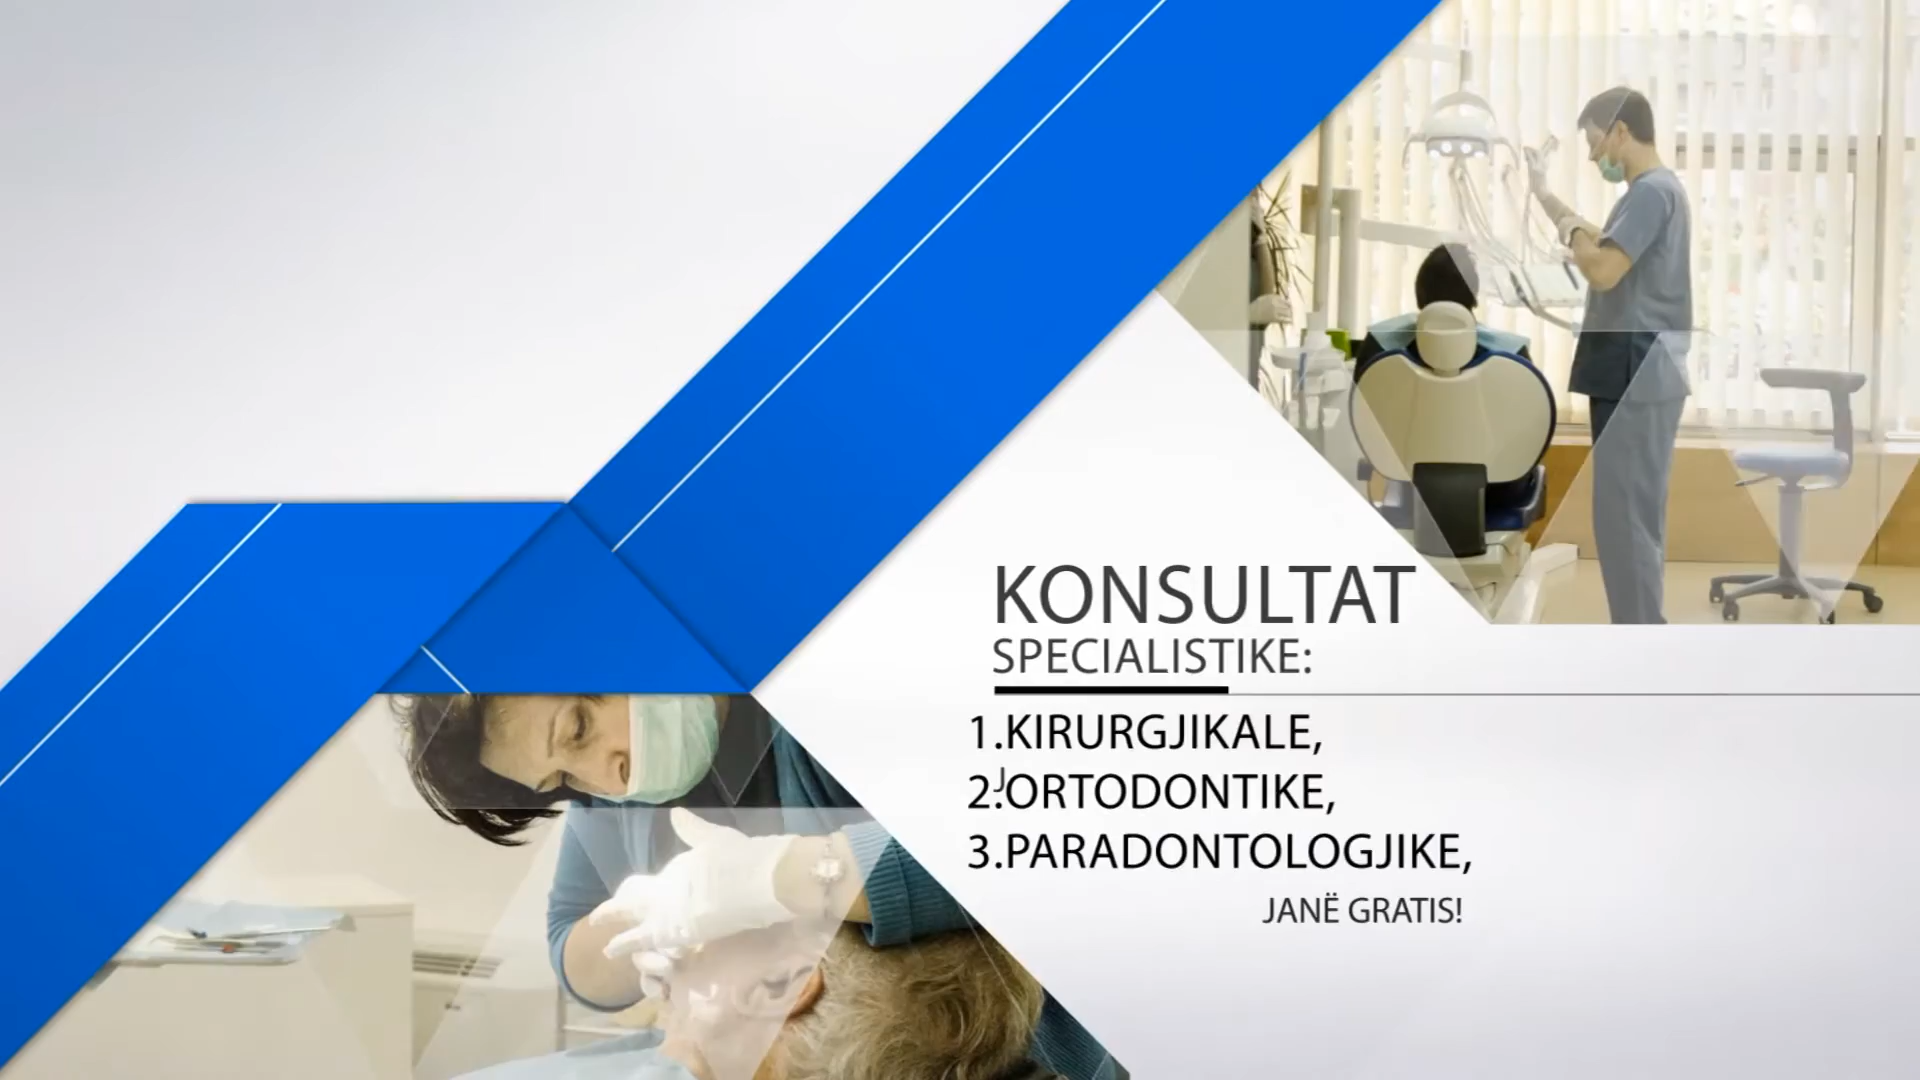 KONSULTAT
SPECIALISTIKE:
1.KIRURGJIKALE,
J
2.ORTODONTIKE,
3.PARADONTOLOGJIKE,
JANË GRATIS!